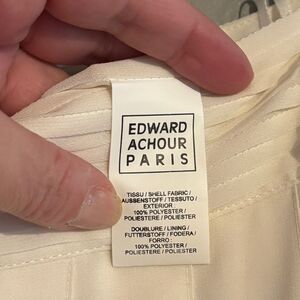 EDWARD
ACHOUR
PARIS
TISSU / SHELL FABRIC /
AUSSENSTOFF / TESSUTO /
EXTERIOR
100% POLYESTER /
POLIESTERE / POLIESTER
DOUBLURE / LINING /
FUTTERSTOFF / FODERA /
FORRO :
100% POLYESTER /
POLIESTERE / POLIESTER